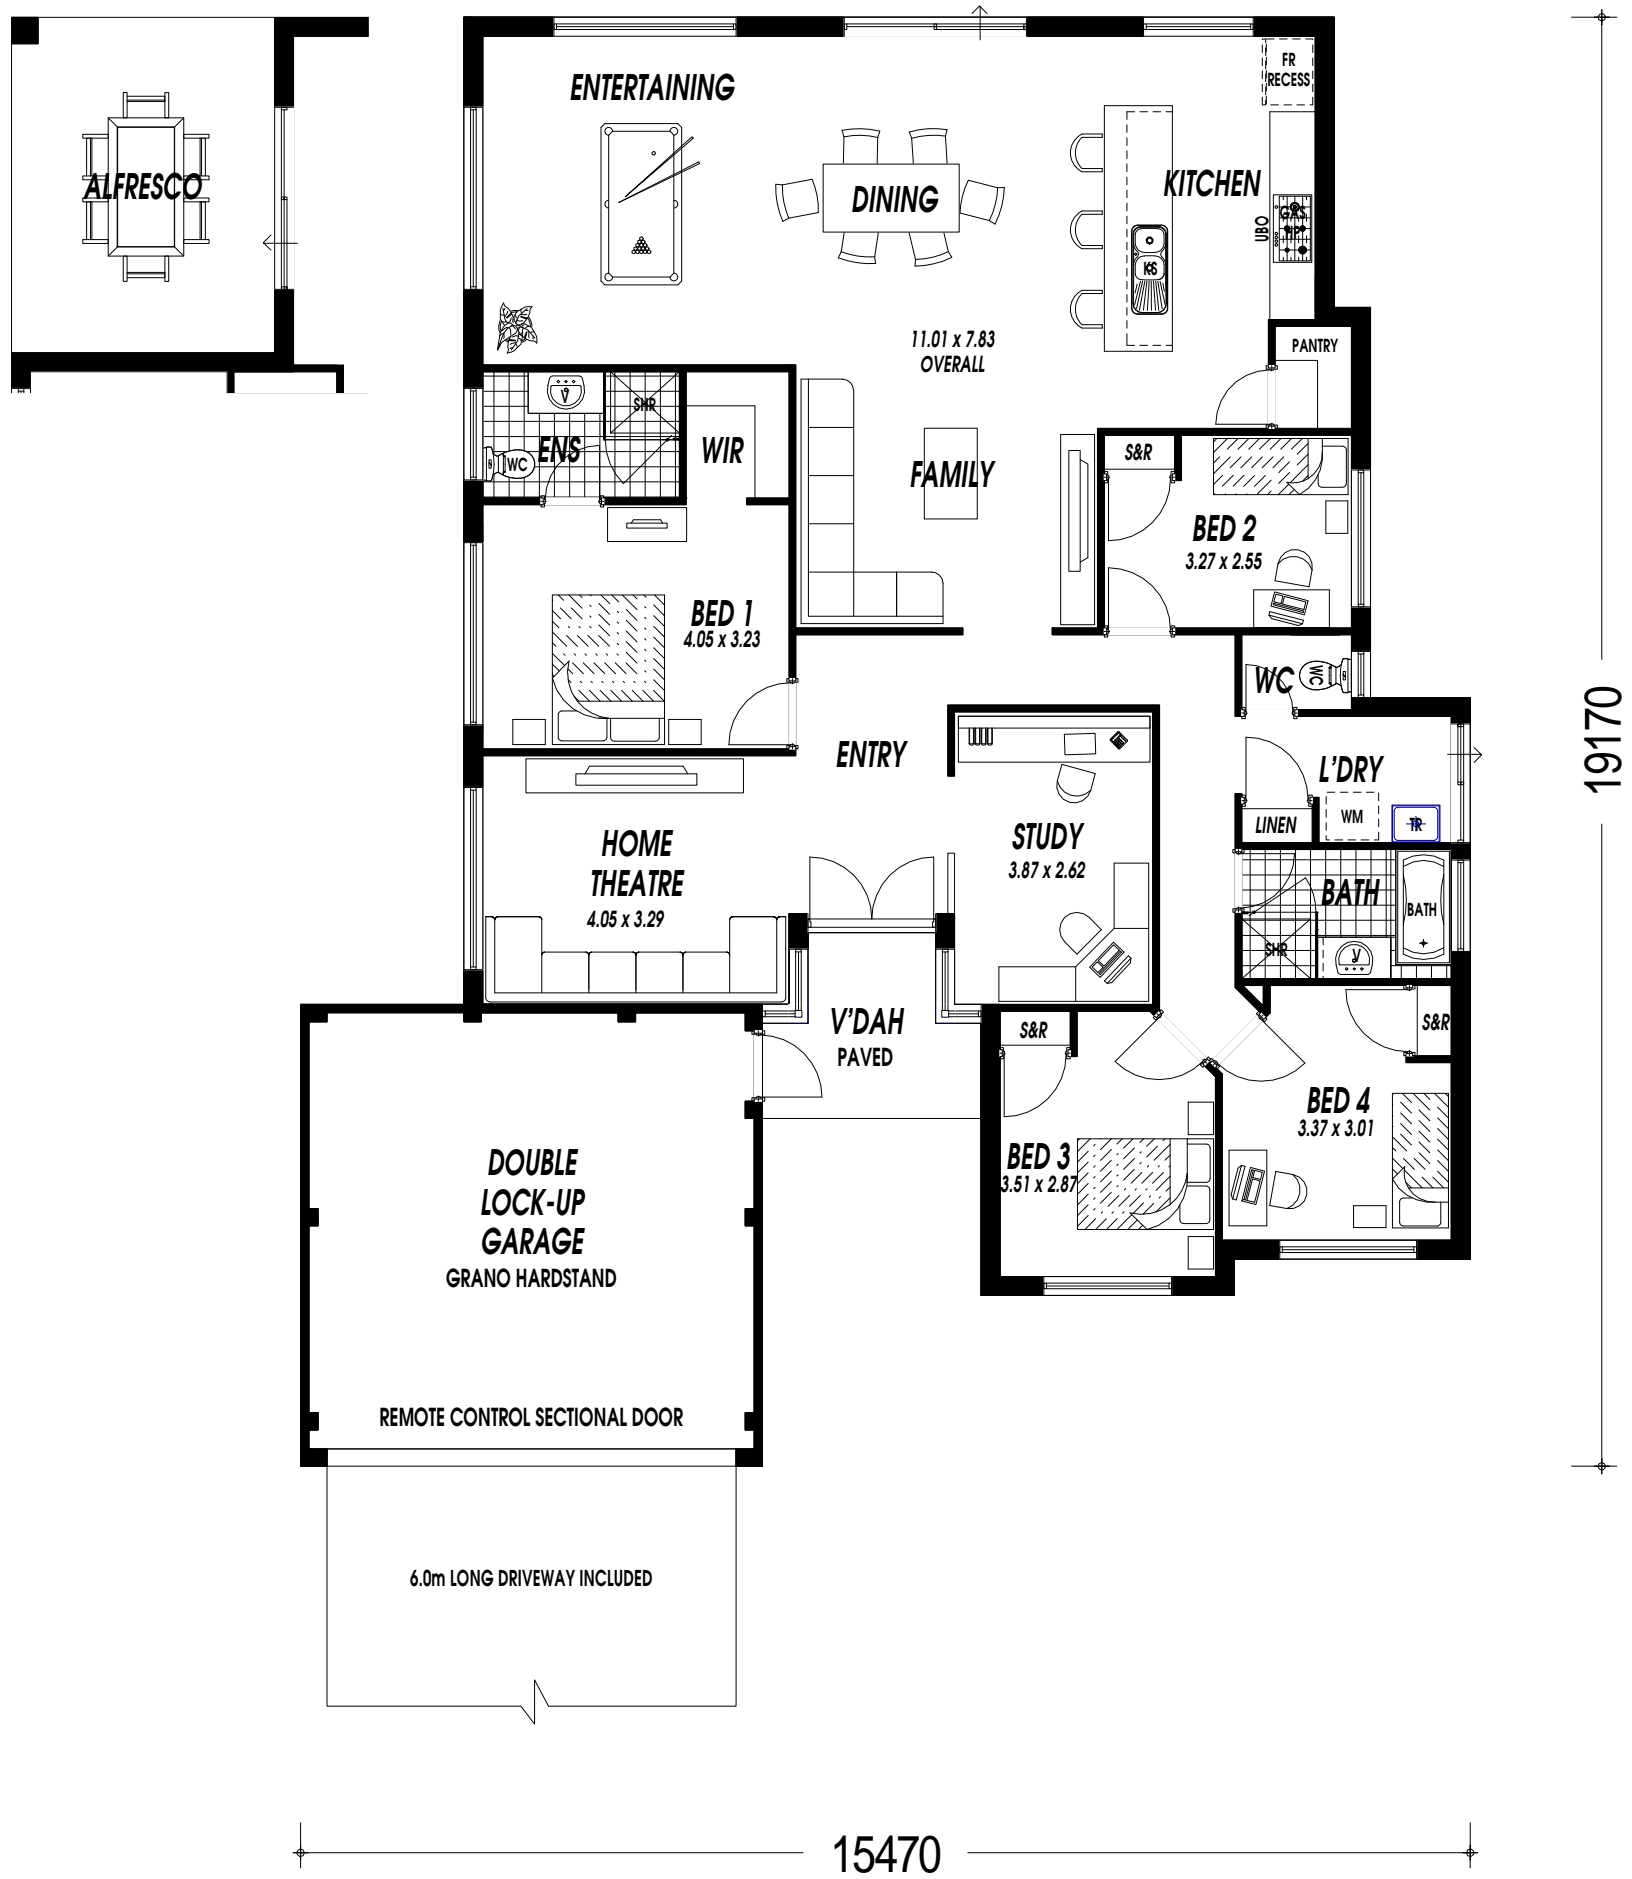 FR
RECESS
ENTERTAINING
ALFRESCO
DINING
KITCHEN
UBO
GAS
HP
KS
11.01 x 7.83
OVERALL
PANTRY
SHR
ENS
WC
WIR
FAMILY
S&R
BED 2
3.27 x 2.55
BED 1
4.05 x 3.23
WC
WC
ENTRY
L'DRY
WM
TR
LINEN
19170
HOME
THEATRE
4.05 x 3.29
STUDY
3.87 x 2.62
BATH
BATH
SHR
V
V
V'DAH
PAVED
S&R
S&R
BED 4
3.37 x 3.01
BED 3
3.51 x 2.87
DOUBLE
LOCK-UP
GARAGE
GRANO HARDSTAND
REMOTE CONTROL SECTIONAL DOOR
6.0m LONG DRIVEWAY INCLUDED
15470